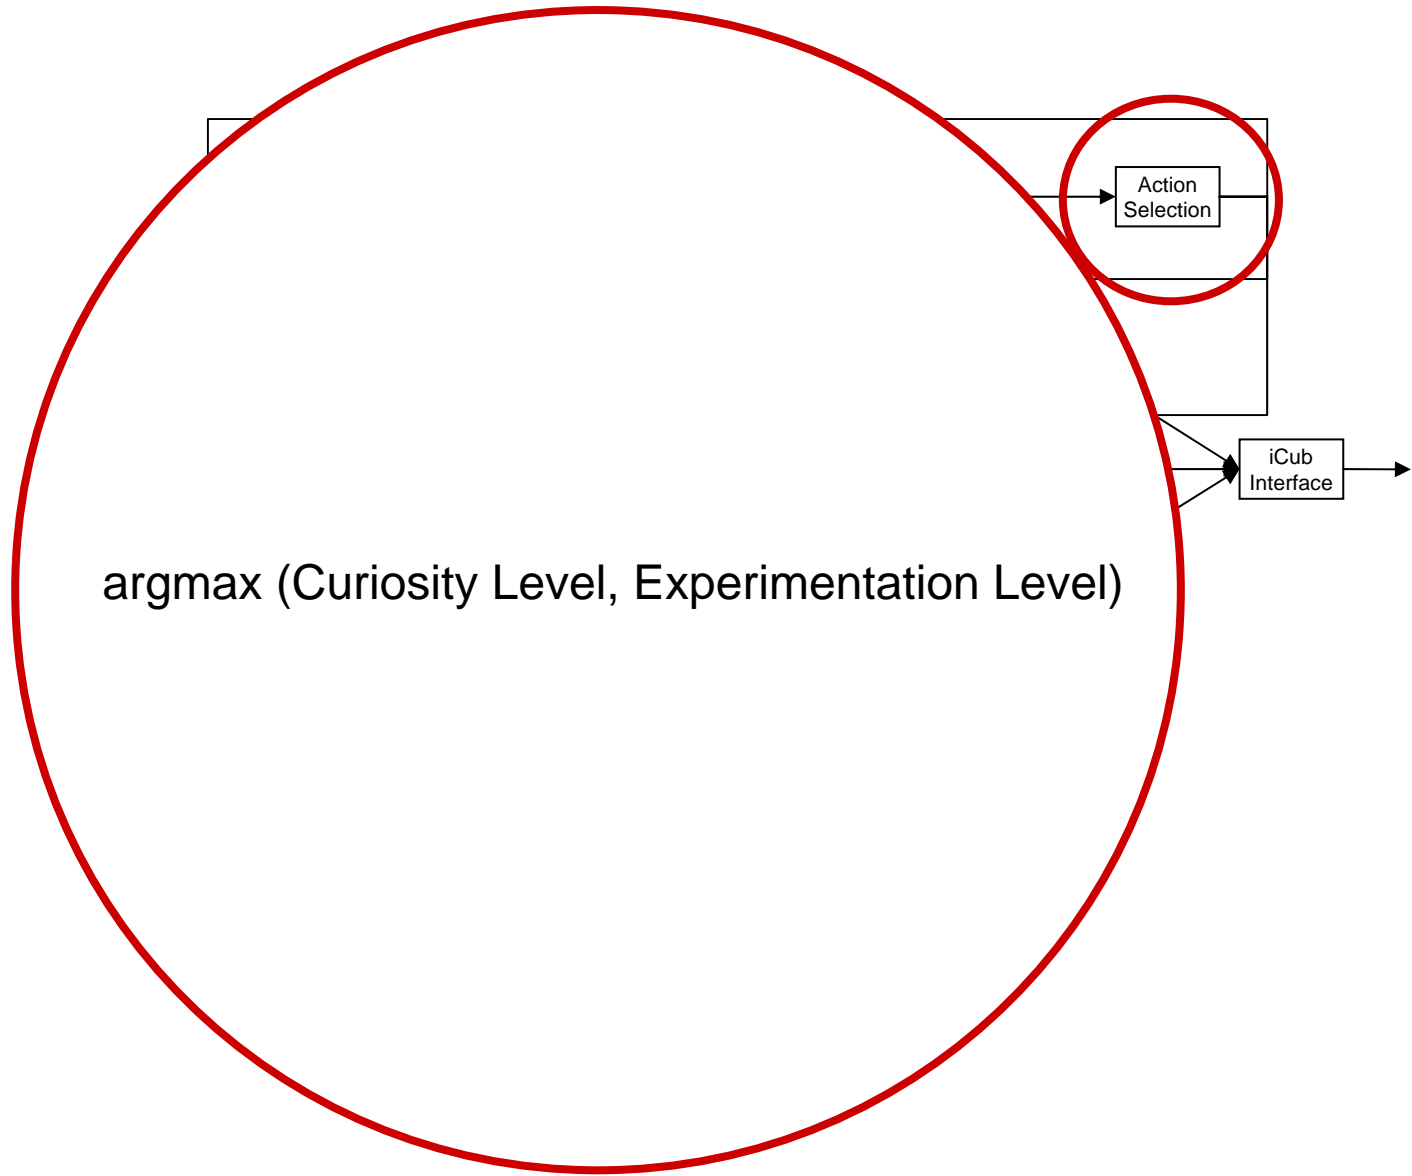 Action
Selection
iCub
Interface
argmax (Curiosity Level, Experimentation Level)